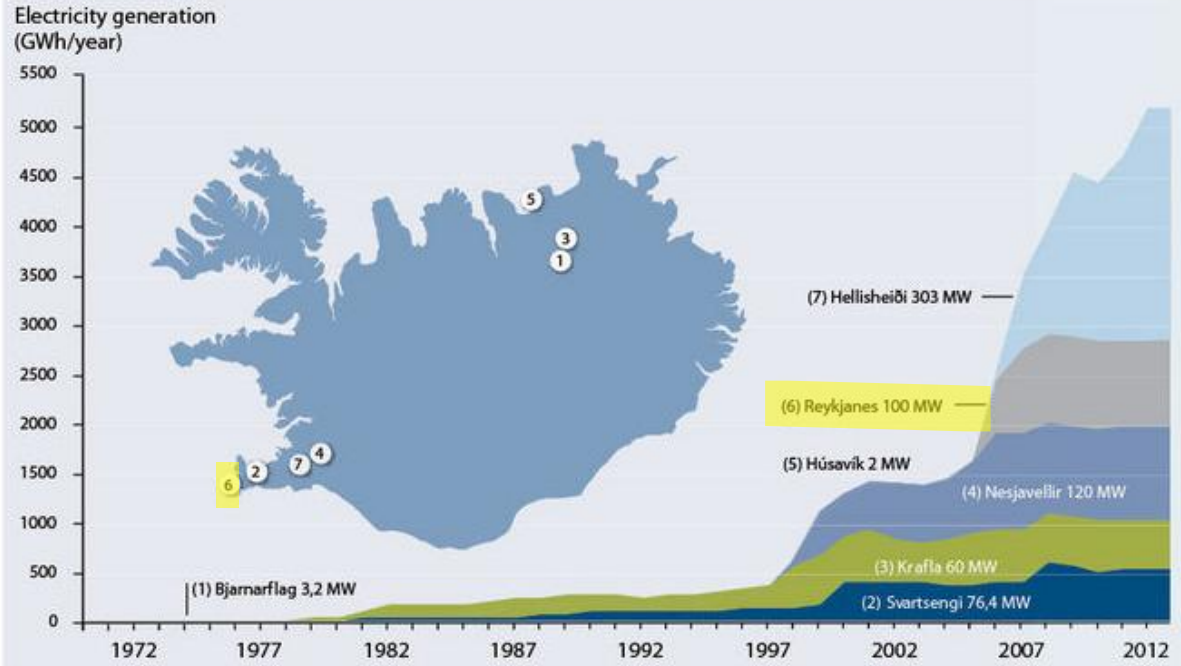 Electricity generation
(GWh/year)
5500
5000
4500
4000
3500
3000
2500
2000
1500
1000
500
0
5
3
1
6
2
7
4
(7) Hellisheiði 303 MW
(6) Reykjanes 100 MW
(5) Húsavík 2 MW
(4) Nesjavellir 120 MW
(3) Krafla 60 MW
(2) Svartsengi 76,4 MW
(1) Bjarnarflag 3,2 MW
1972 1977 1982 1987 1992 1997 2002 2007 2012